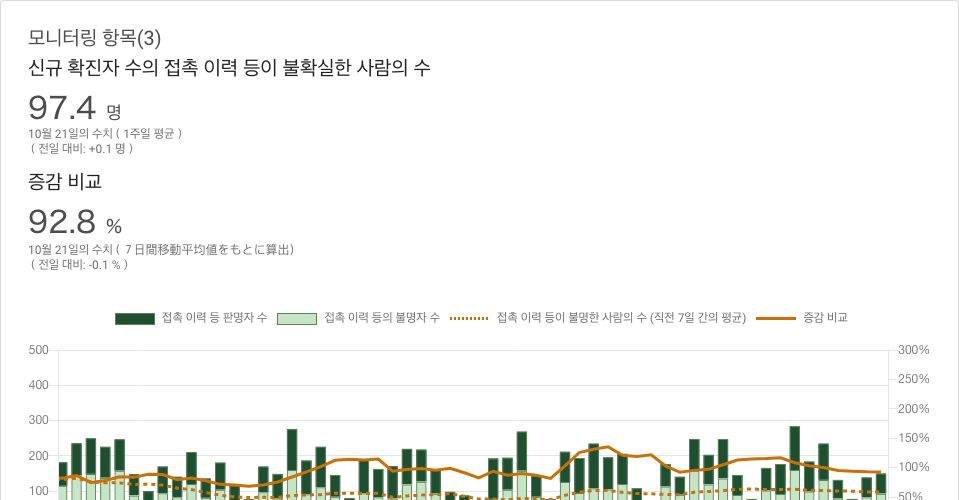 모니터링 항목(3)
신규 확진자 수의 접촉 이력 등이 불확실한 사람의 수
97.4 명
10월 21일의 수치 ( 1주일 평균 )
( 전일 대비: +0.1 명 )
증감 비교
92.8 %
10월 21일의 수치 ( 7 日間移動平均値をもとに算出)
( 전일 대비: -0.1 % )
접촉 이력 등 판명자 수 접촉 이력 등의 불명자 수 접촉 이력 등이 불명한 사람의 수 (직전 7일 간의 평균) 증감 비교
500 300%
400 250%
300 200%
200 150%
100 100%
50%